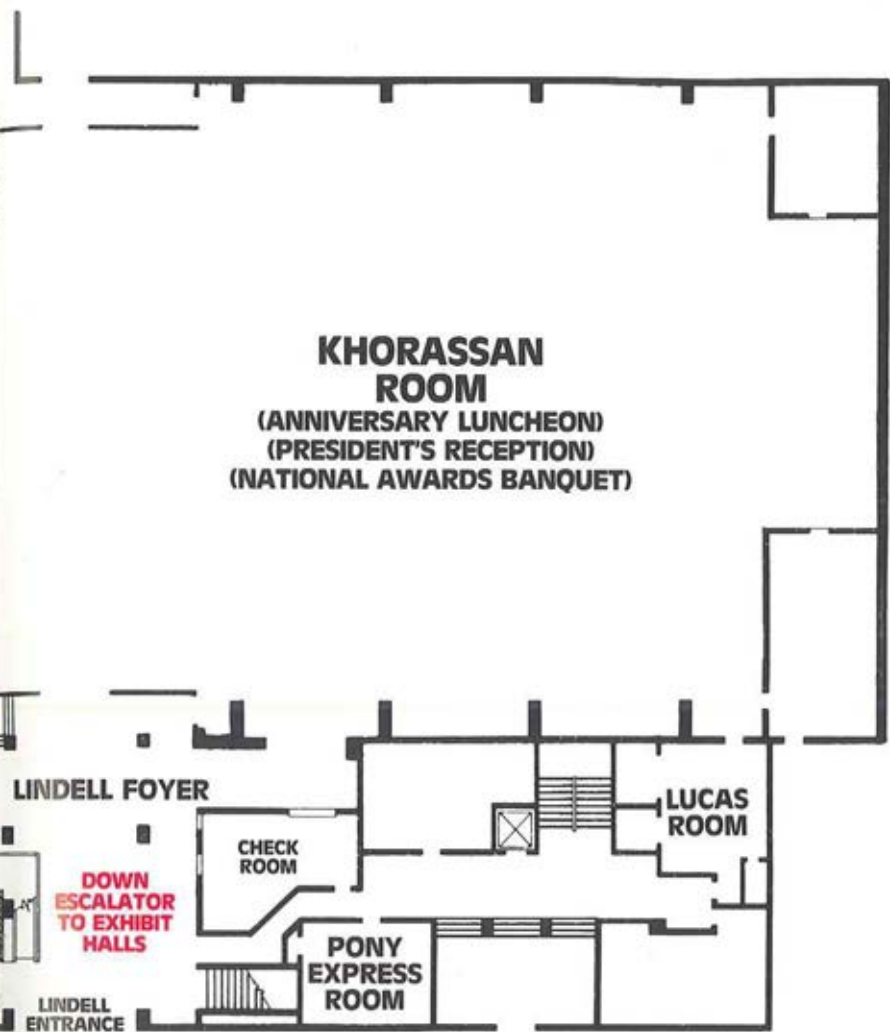 KHORASSAN
ROOM
(ANNIVERSARY LUNCHEON)
(PRESIDENT'S RECEPTION)
(NATIONAL AWARDS BANQUET)
LINDELL FOYER
LUCAS
ROOM
CHECK
ROOM
DOWN
ESCALATOR
TO EXHIBIT
HALLS
PONY
EXPRESS
ROOM
LINDELL
ENTRANCE